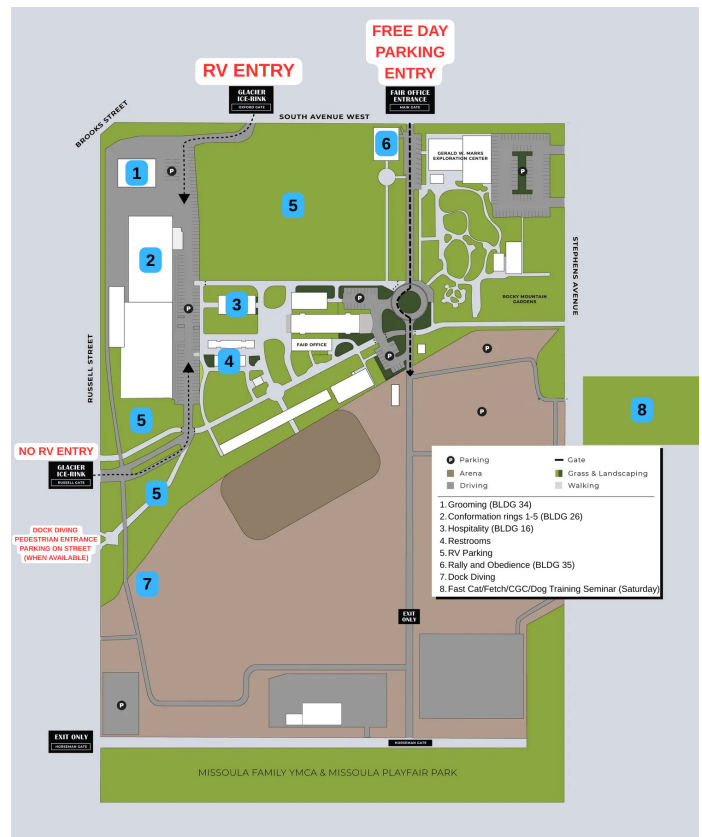 FREE DAY
PARKING
ENTRY
RV ENTRY
GLACIER
ICE-RINK
OXFORD GATE
FAIR OFFICE
ENTRANCE
MAIN GATE
SOUTH AVENUE WEST
BROOKS STREET
6
GERALD W. MARKS
EXPLORATION CENTER
P
1
P
5
2
STEPHENS AVENUE
3
P
P
ROCKY MOUNTAIN
GARDENS
RUSSELL STREET
FAIR OFFICE
P
P
4
8
P
5
NO RV ENTRY
GLACIER
ICE-RINK
RUSSELL GATE
5
DOCK DIVING
PEDESTRIAN ENTRANCE
PARKING ON STREET
(WHEN AVAILABLE)
7
P Parking
Gate
Arena
Grass & Landscaping
Driving
Walking
1. Grooming (BLDG 34)
2. Conformation rings 1-5 (BLDG 26)
3. Hospitality (BLDG 16)
4. Restrooms
5. RV Parking
6. Rally and Obedience (BLDG 35)
7. Dock Diving
8. Fast Cat/Fetch/CGC/Dog Training Seminar (Saturday)
EXIT
ONLY
P
EXIT ONLY
HORSEMAN GATE
HORSEMAN GATE
MISSOULA FAMILY YMCA & MISSOULA PLAYFAIR PARK